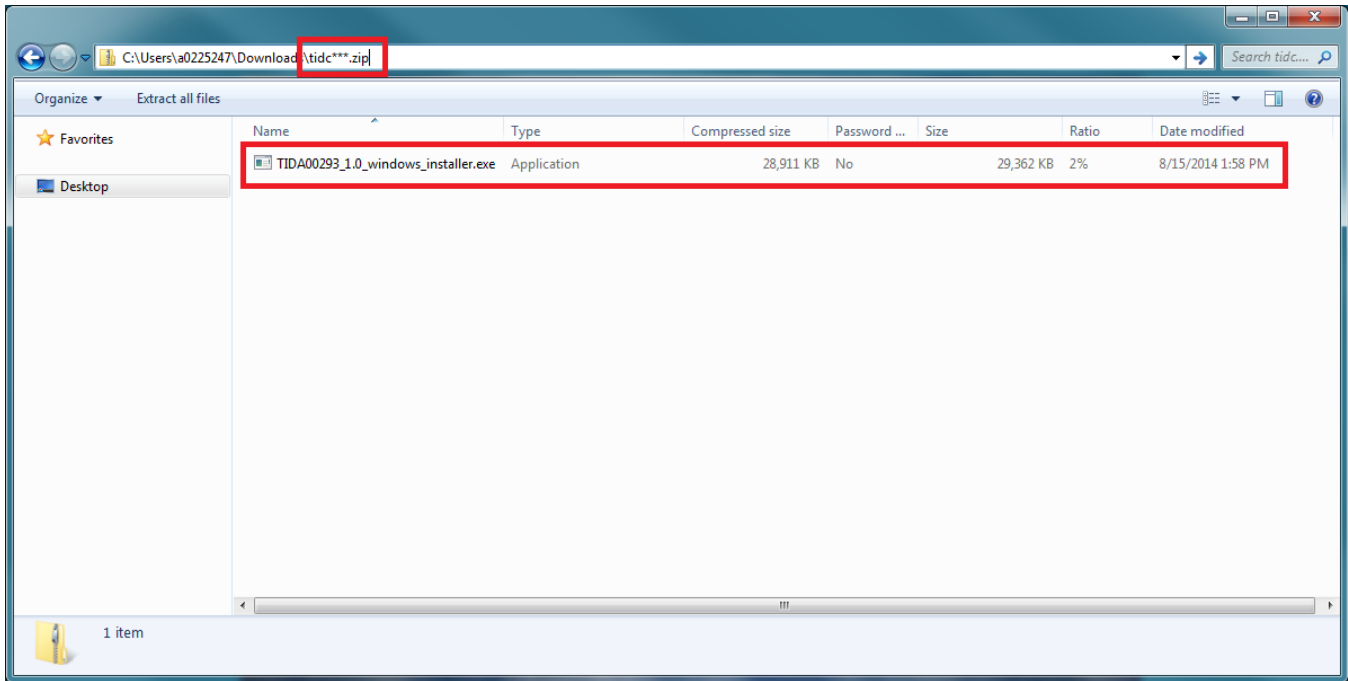 C:\Users\a0225247\Downloads\tidc***.zip
Search tidc....
Organize
Extract all files
Favorites
Desktop
Name Type Compressed size Password ... Size Ratio Date modified
TIDA00293_1.0_windows_installer.exe Application 28,911 KB No 29,362 KB 2% 8/15/2014 1:58 PM
1 item